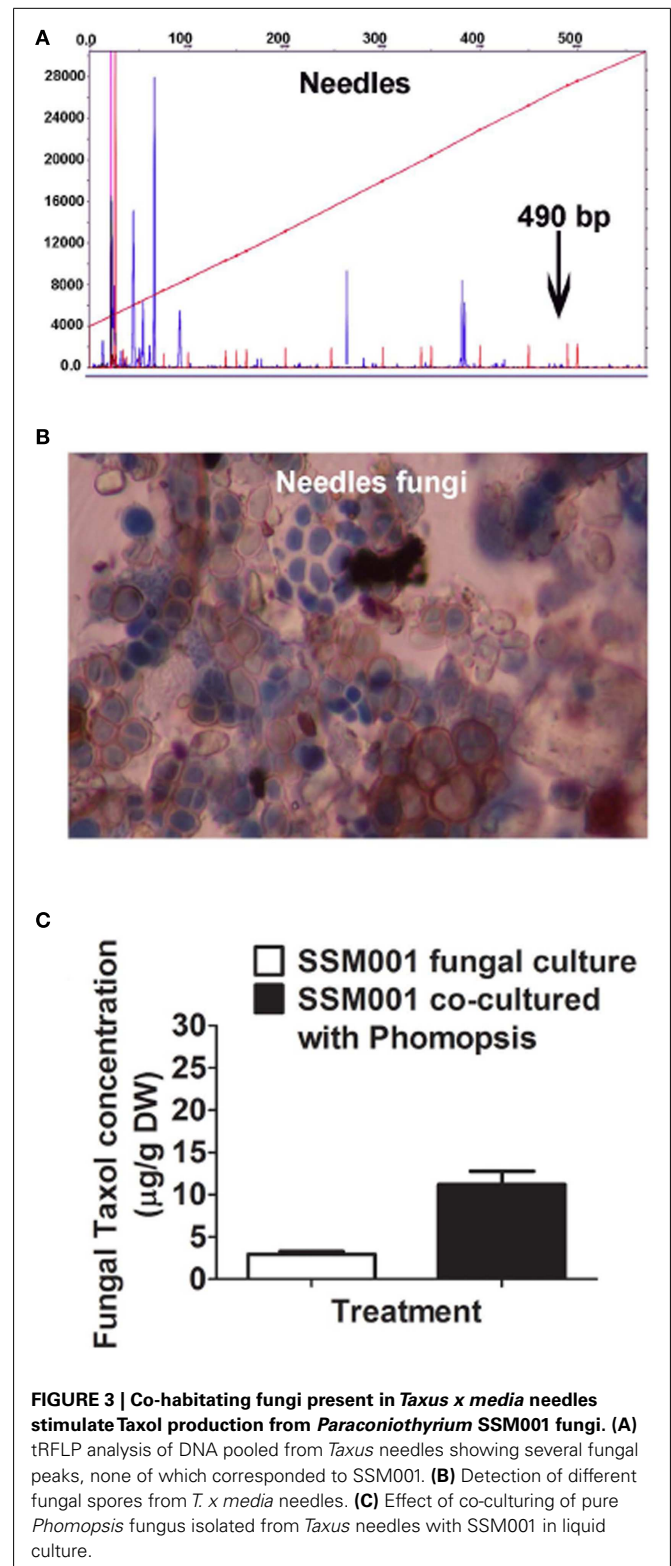 A
0.0 100 200 300 400 500
Needles
28000
24000
20000
16000
490 bp
12000
8000
4000
0.0
B
Needles fungi
C
SSM001 fungal culture
SSM001 co-cultured
with Phomopsis
Fungal Taxol concentration
(µg/g DW)
30
25
20
15
10
5
0
Treatment
FIGURE 3 | Co-habitating fungi present in Taxus x media needles
stimulate Taxol production from Paraconiothyrium SSM001 fungi. (A)
tRFLP analysis of DNA pooled from Taxus needles showing several fungal
peaks, none of which corresponded to SSM001. (B) Detection of different
fungal spores from T. x media needles. (C) Effect of co-culturing of pure
Phomopsis fungus isolated from Taxus needles with SSM001 in liquid
culture.